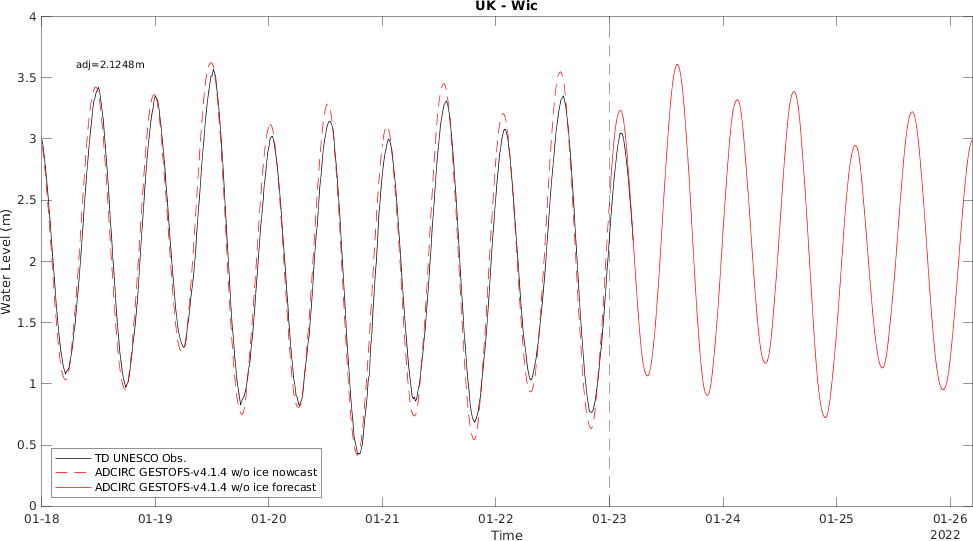 UK - Wic
4
adj=2.1248m
3.5
3
2.5
2
1.5
1
0.5
0
Water Level (m)
TD UNESCO Obs.
ADCIRC GESTOFS-v4.1.4 w/o ice nowcast
ADCIRC GESTOFS-v4.1.4 w/o ice forecast
01-18 01-19 01-20 01-21 01-22 01-23 01-24 01-25 01-26
Time 2022